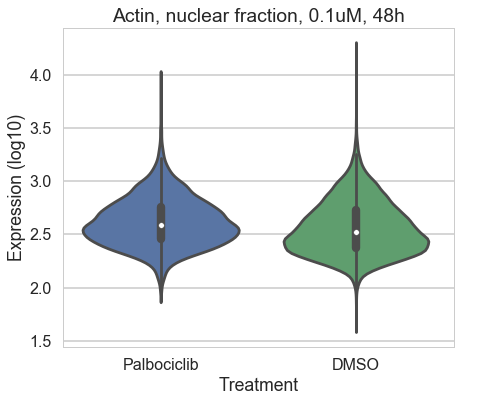 Actin, nuclear fraction, 0.1uM, 48h
Expression (log10)
4.0
3.5
3.0
2.5
2.0
1.5
Palbociclib
DMSO
Treatment